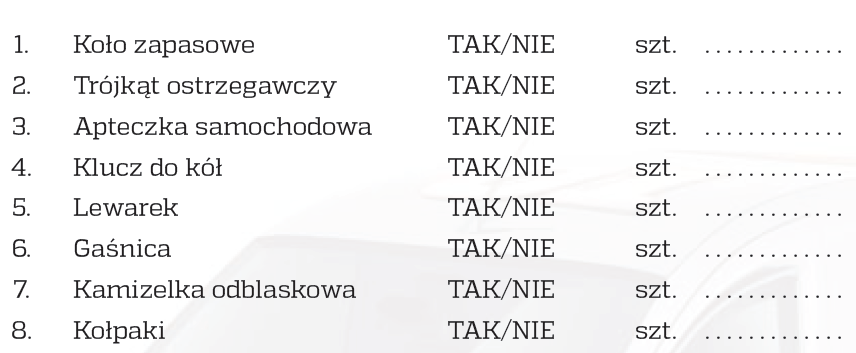 1. Koło zapasowe TAK/NIE szt. .............
2. Trójkąt ostrzegawczy TAK/NIE szt. .............
3. Apteczka samochodowa TAK/NIE szt. .............
4. Klucz do kół TAK/NIE szt. .............
5. Lewarek TAK/NIE szt. .............
6. Gaśnica TAK/NIE szt. .............
7. Kamizelka odblaskowa TAK/NIE szt. .............
8. Kołpaki TAK/NIE szt. .............